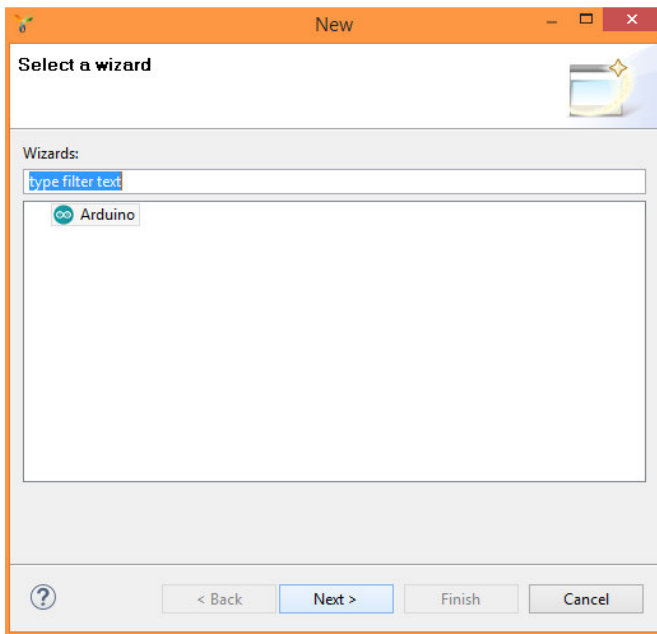 New
Select a wizard
Wizards:
type filter text
Arduino
< Back Next > Finish Cancel